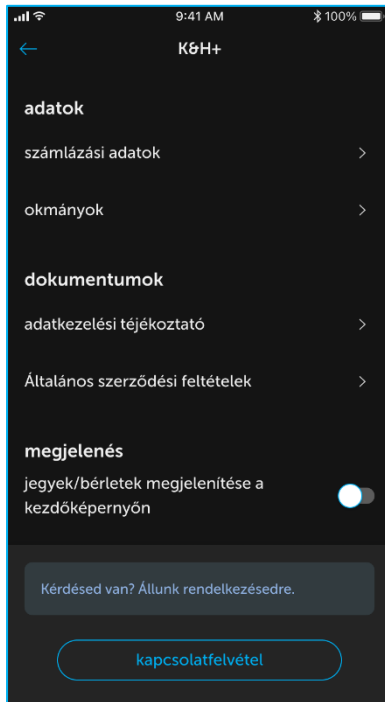 9:41 AM 100%
K&H+
adatok
számlázási adatok
okmányok
dokumentumok
adatkezelési téjékoztató
Általános szerződési feltételek
megjelenés
jegyek/bérletek megjelenítése a
kezdőképernyőn
Kérdésed van? Állunk rendelkezésedre.
kapcsolatfelvétel